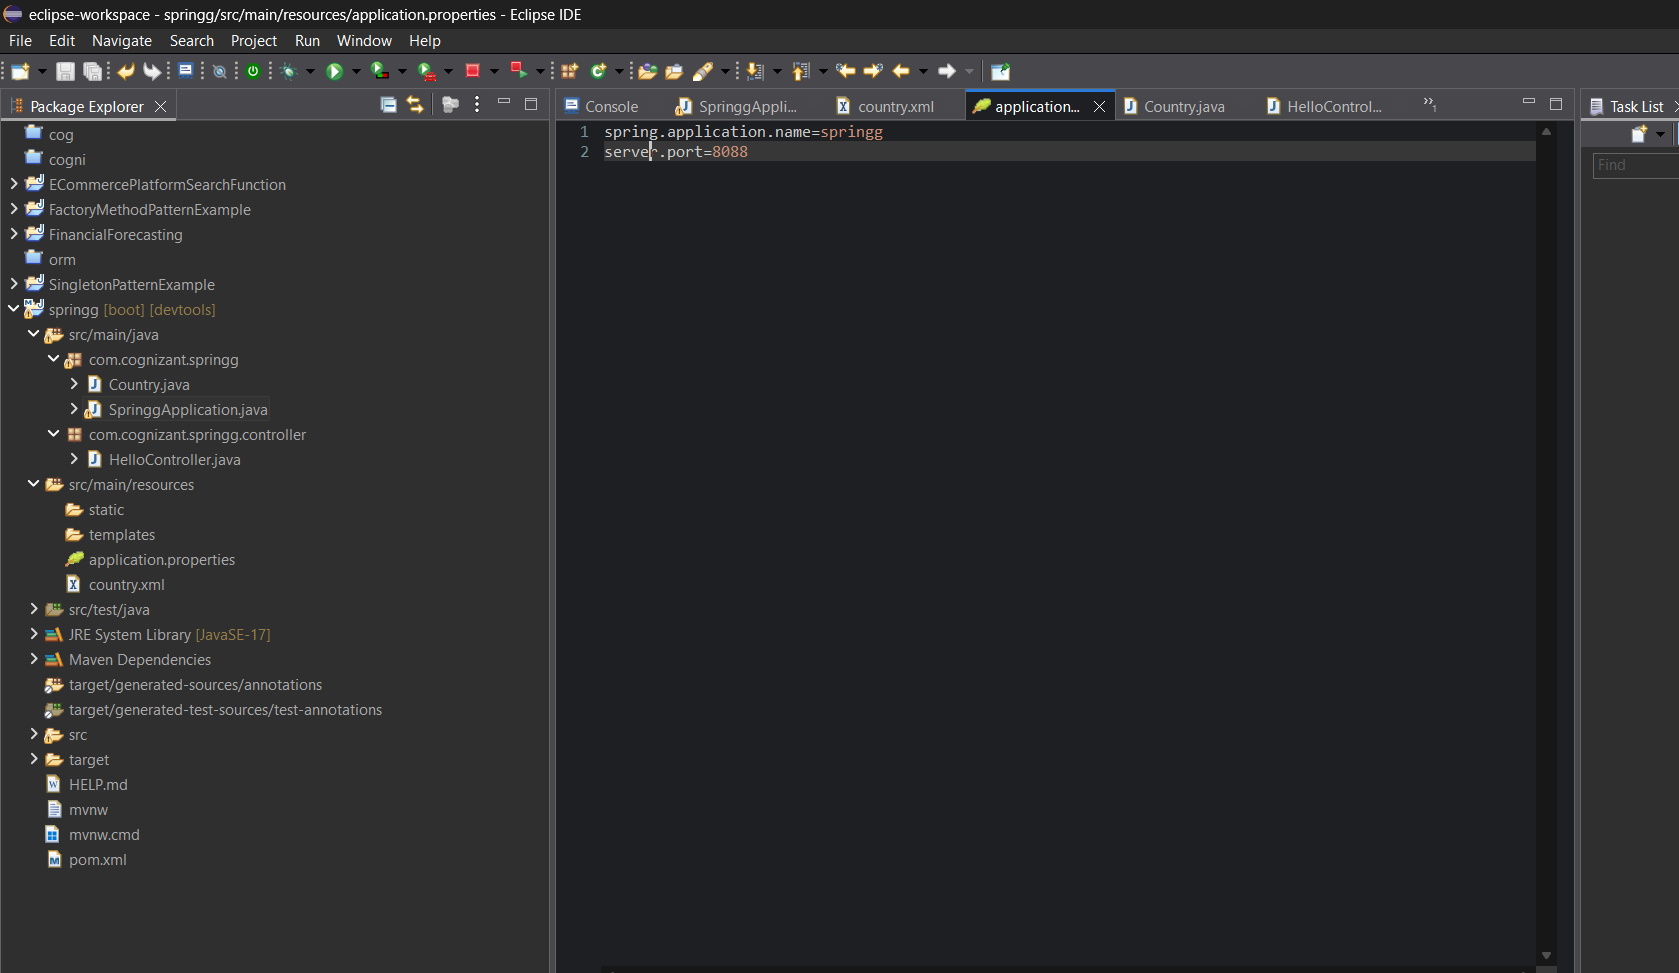 eclipse-workspace - springg/src/main/resources/application.properties - Eclipse IDE
File Edit Navigate Search Project Run Window Help
Package Explorer
cog
cogni
ECommercePlatformSearchFunction
FactoryMethodPatternExample
FinancialForecasting
orm
SingletonPatternExample
springg [boot] [devtools]
src/main/java
com.cognizant.springg
Country.java
SpringgApplication.java
com.cognizant.springg.controller
HelloController.java
src/main/resources
static
templates
application.properties
country.xml
src/test/java
JRE System Library [JavaSE-17]
Maven Dependencies
target/generated-sources/annotations
target/generated-test-sources/test-annotations
src
target
HELP.md
mvnw
mvnw.cmd
pom.xml
Console SpringgAppli... country.xml application... Country.java HelloControl... »1
1 spring.application.name=springg
2 server.port=8088
Task List
Find